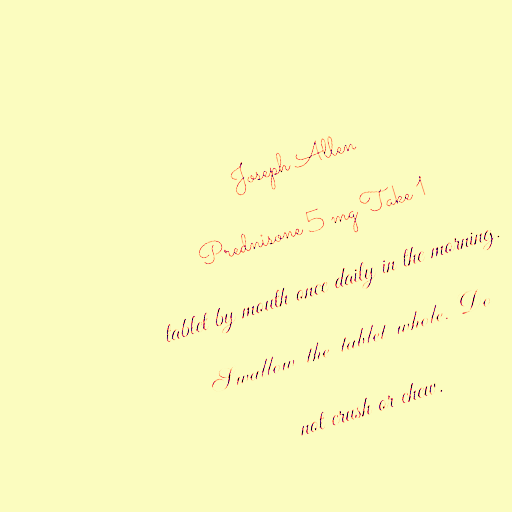 Joseph Allen
Prednisone 5 mg Take 1
tablet by mouth once daily in the morning.
Swallow the tablet whole. Do
not crush or chew.